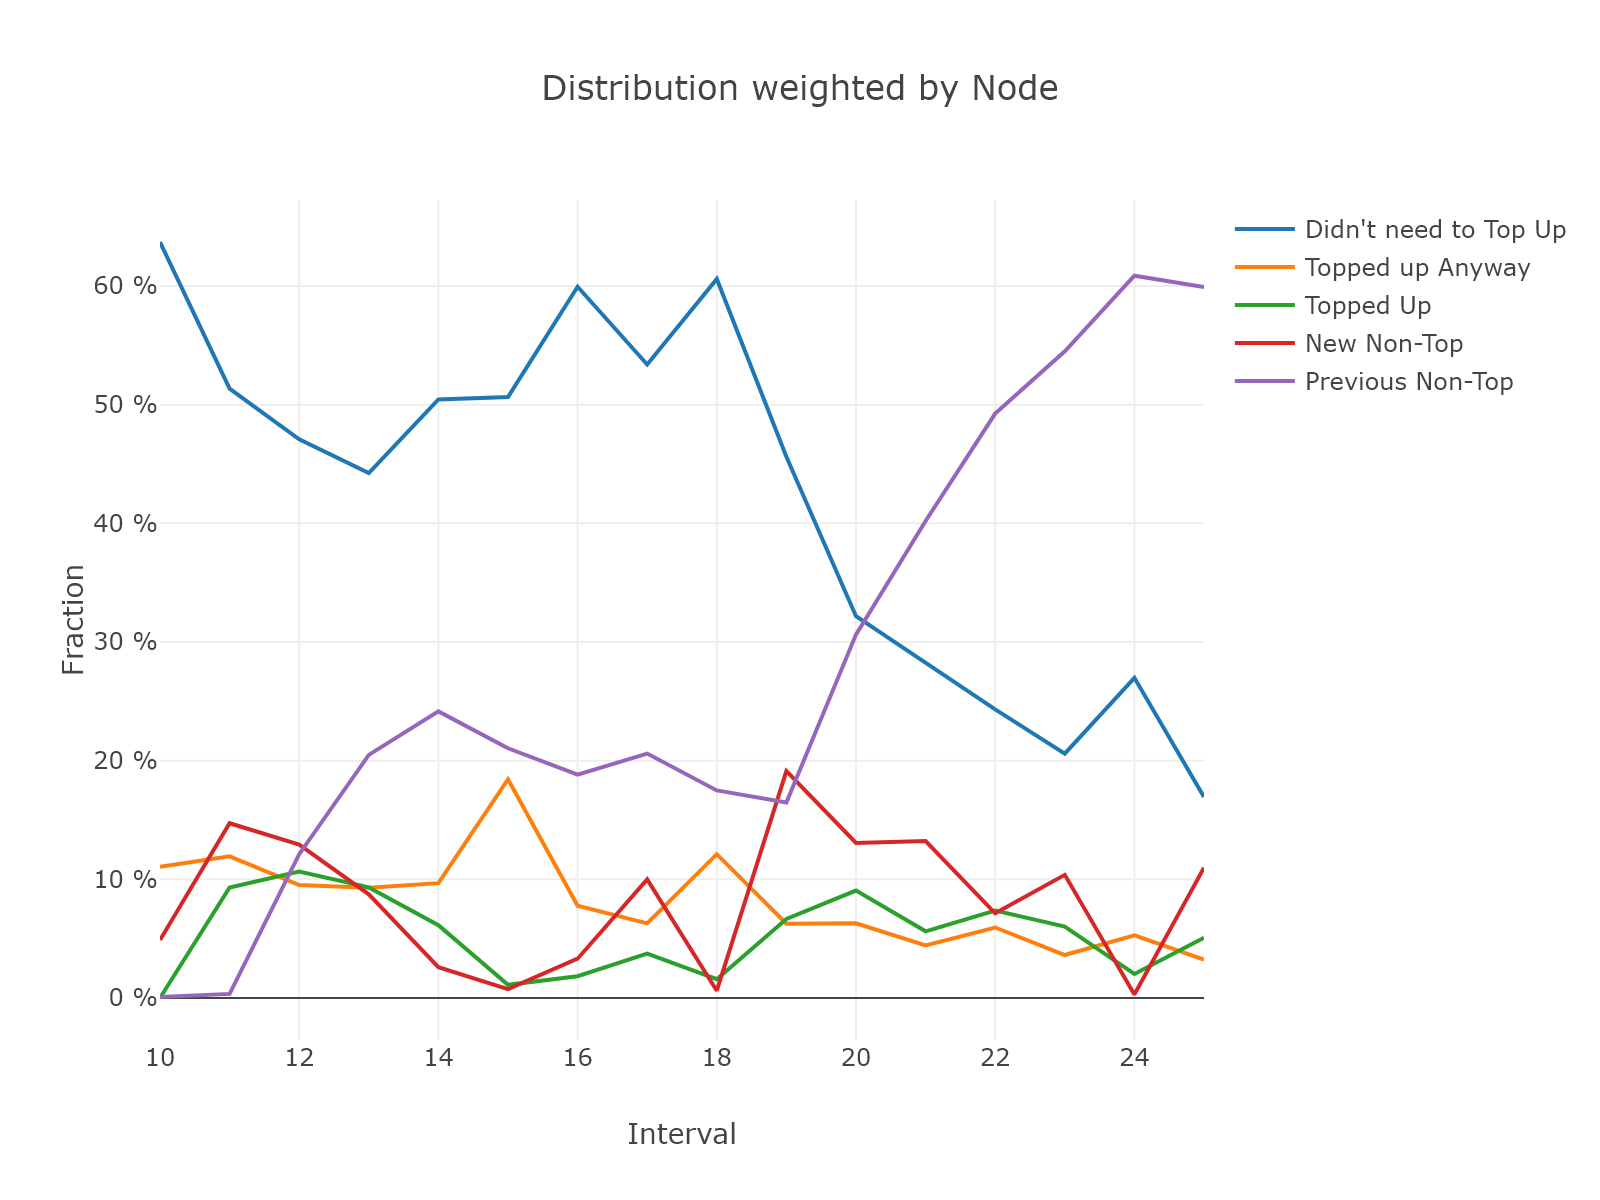 Distribution weighted by Node
Didn't need to Top Up
Topped up Anyway
Topped Up
New Non-Top
Previous Non-Top
60 %
50 %
40 %
30 %
20 %
10 %
0 %
Fraction
10 12 14 16 18 20 22 24
Interval